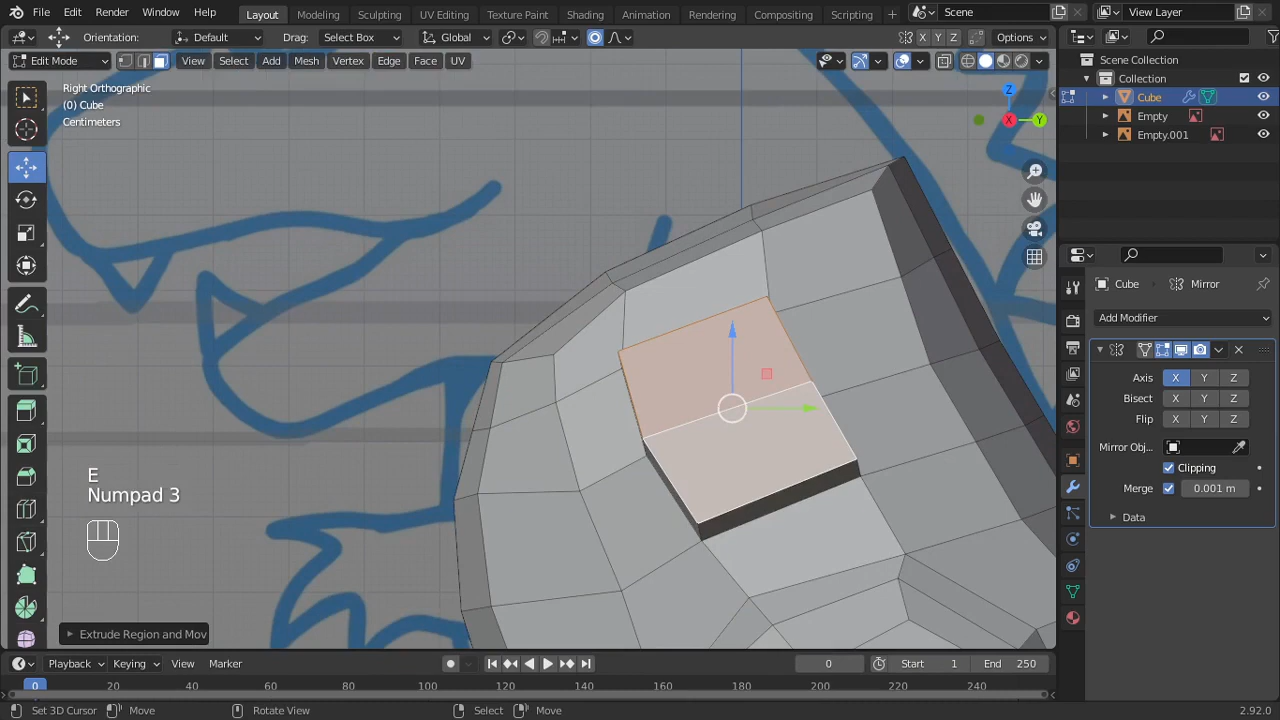 File Edit Render Window Help Layout Modeling Sculpting UV Editing Texture Paint Shading Animation Rendering Compositing Scripting Scene View Layer
Orientation: Default Drag: Select Box Global X Y Z Options
Edit Mode View Select Add Mesh Vertex Edge Face UV
Scene Collection
Collection
Cube
Empty
Empty.001
Right Orthographic
(0) Cube
Centimeters
Z
Y
X
Cube Mirror
Add Modifier
Axis X Y Z
Bisect X Y Z
Flip X Y Z
Mirror Obj...
Clipping
Merge 0.001 m
Data
E
Numpad 3
Extrude Region and Mov
Playback Keying View Marker 0 Start 1 End 250
0 20 40 60 80 100 120 140 160 180 200 220 240
Set 3D Cursor Move Rotate View Select Move 2.92.0